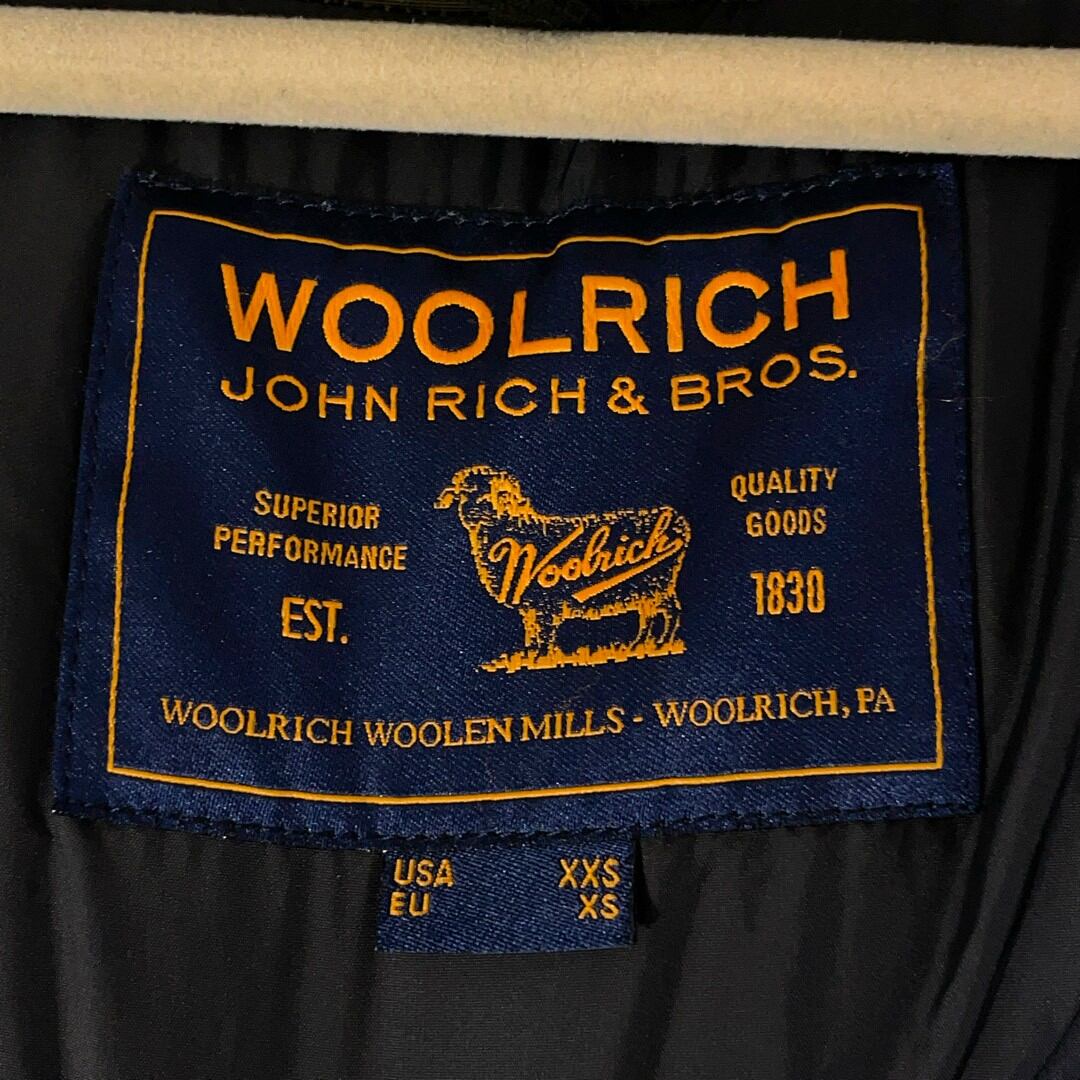 WOOLRICH
JOHN RICH & BROS.
SUPERIOR
PERFORMANCE
EST.
Woolrich
QUALITY
GOODS
1830
WOOLRICH WOOLEN MILLS - WOOLRICH, PA
USA XXS
EU XS